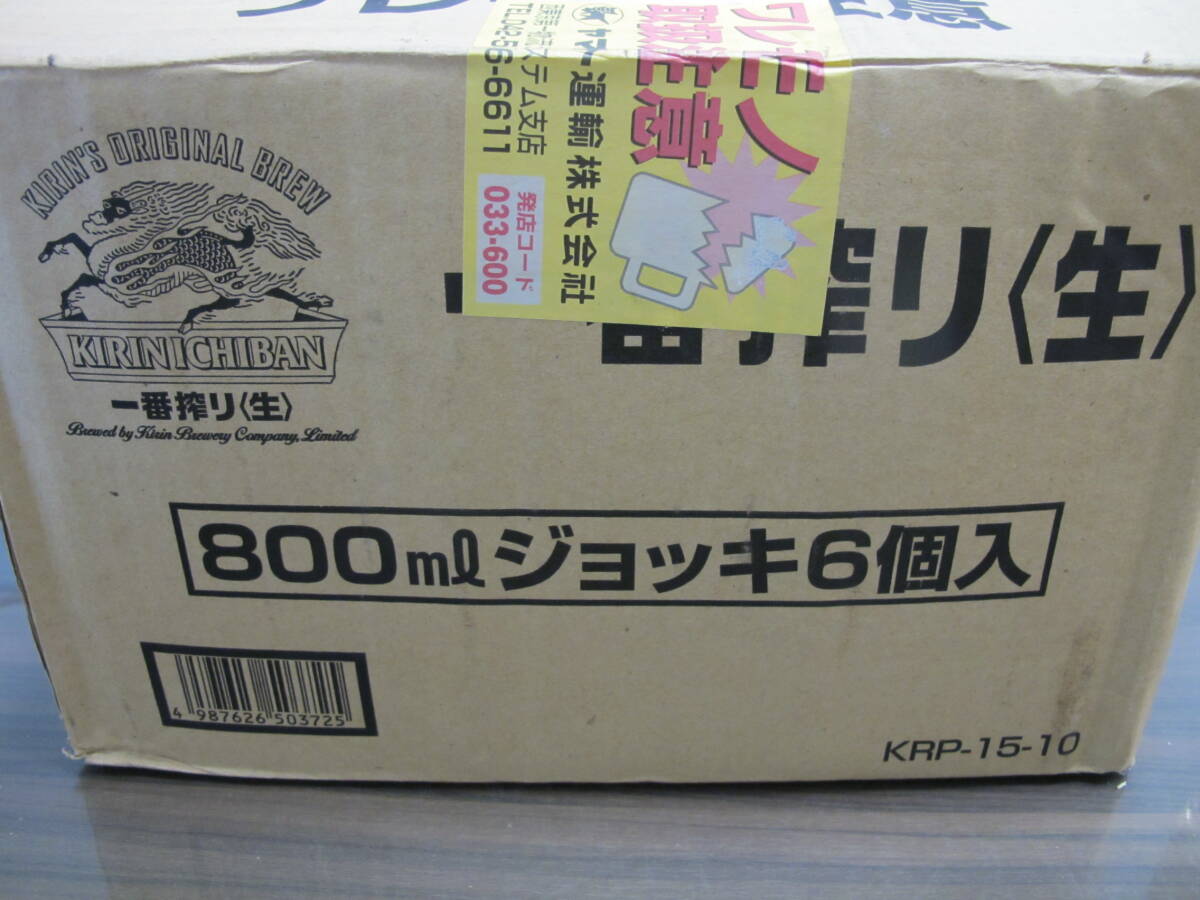 ワレモノ
取扱注意
ヤマト運輸株式会社
発店コード
033-600
KIRIN'S ORIGINAL BREW
KIRIN ICHIBAN
一番搾り〈生〉
Brewed by Kirin Brewery Company, Limited
一番搾り〈生〉
800mlジョッキ6個入
4 987626 503725
KRP-15-10